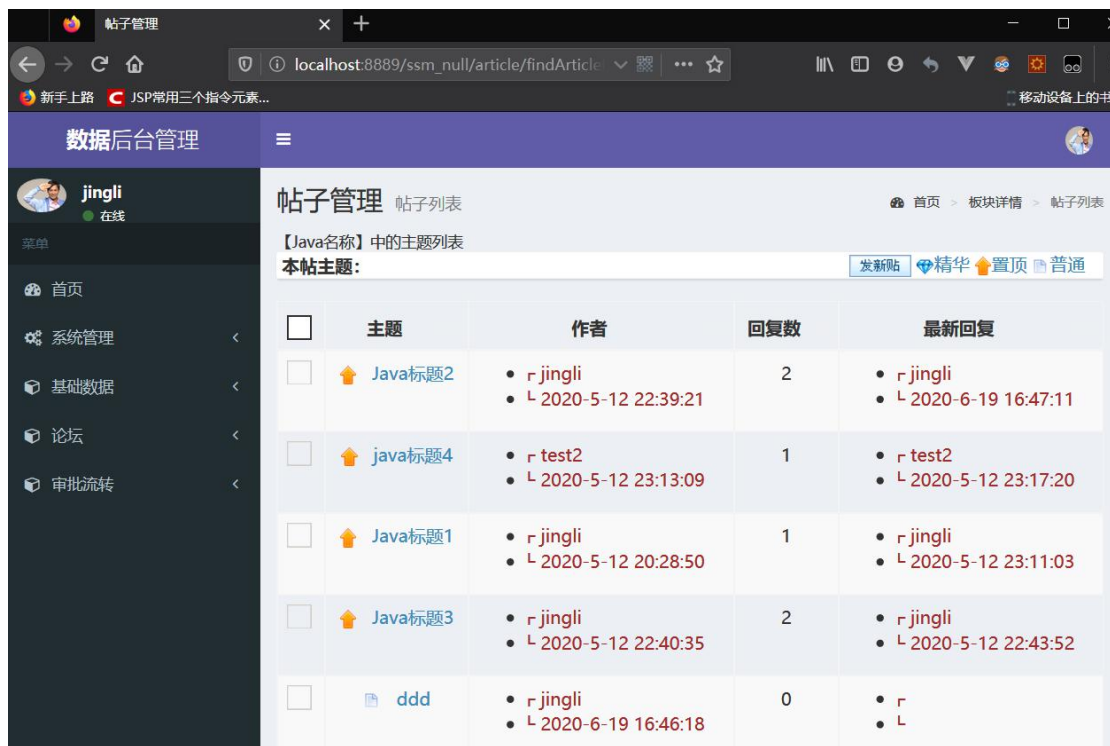 帖子管理
localhost:8889/ssm_null/article/findArticle
新手上路 JSP常用三个指令元素...
移动设备上的书
数据后台管理
jingli
在线
菜单
首页
系统管理
基础数据
论坛
审批流转
帖子管理 帖子列表
首页 > 板块详情 > 帖子列表
【Java名称】中的主题列表
本帖主题：
发新贴 精华 置顶 普通
主题 作者 回复数 最新回复
Java标题2 ┌ jingli 2 ┌ jingli
└ 2020-5-12 22:39:21 └ 2020-6-19 16:47:11
java标题4 ┌ test2 1 ┌ test2
└ 2020-5-12 23:13:09 └ 2020-5-12 23:17:20
Java标题1 ┌ jingli 1 ┌ jingli
└ 2020-5-12 20:28:50 └ 2020-5-12 23:11:03
Java标题3 ┌ jingli 2 ┌ jingli
└ 2020-5-12 22:40:35 └ 2020-5-12 22:43:52
ddd ┌ jingli 0 ┌
└ 2020-6-19 16:46:18 └